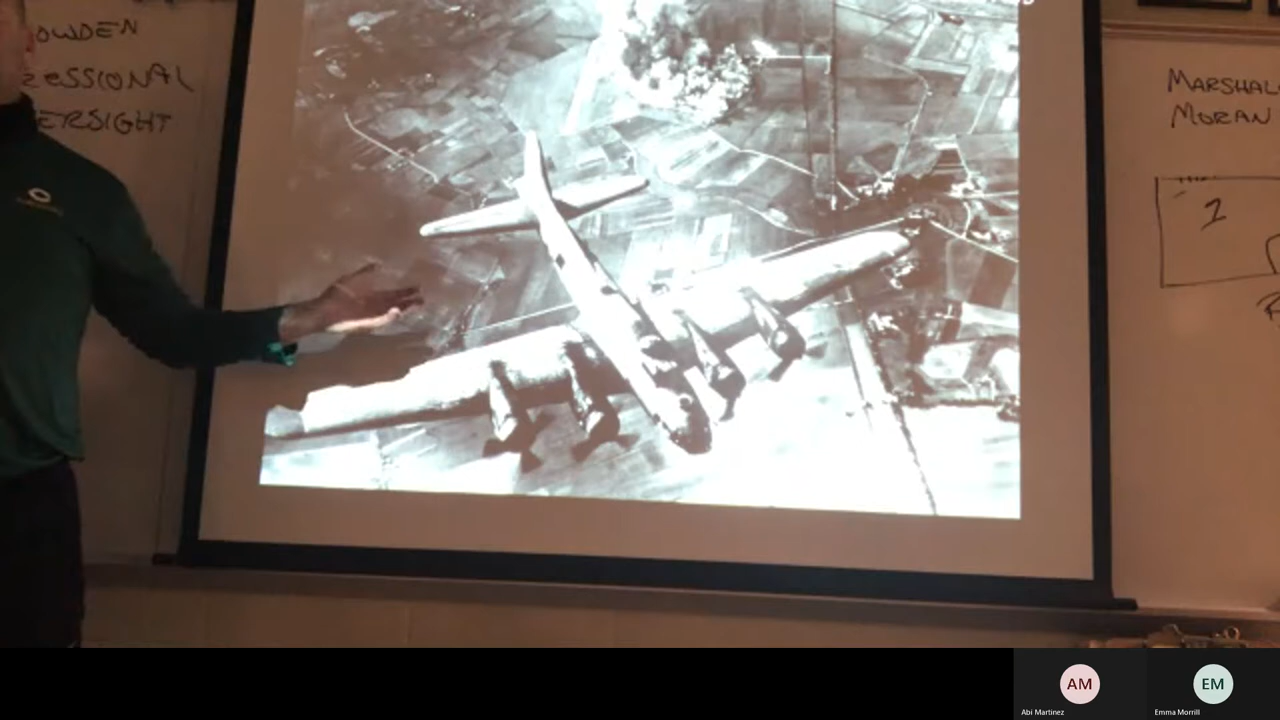 OWDEN
ESSIONAL
ERSIGHT
MARSHAL
MORAN
1
AM
EM
Abi Martinez
Emma Morrill